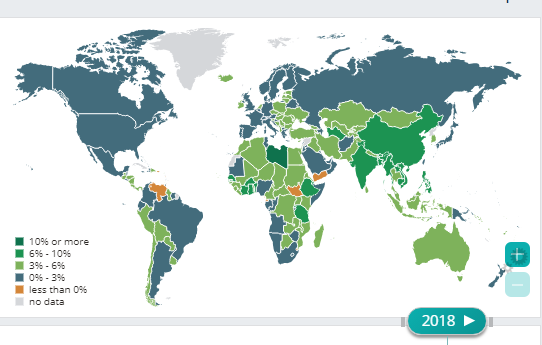 10% or more
6% - 10%
3% - 6%
0% - 3%
less than 0%
no data
+
−
2018